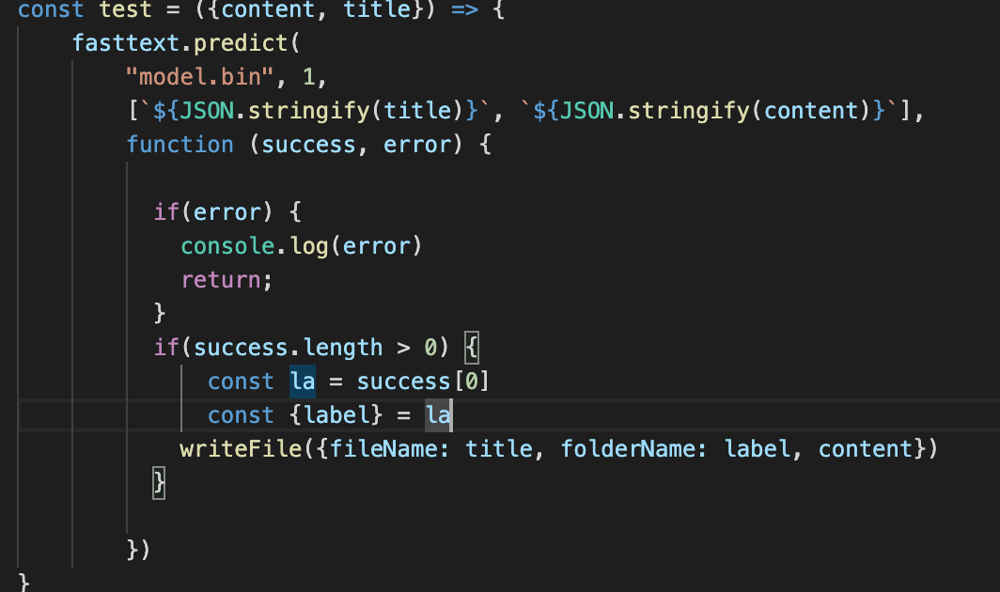 const test = ({content, title}) => {
fasttext.predict(
"model.bin", 1,
[`${JSON.stringify(title)}`, `${JSON.stringify(content)}`],
function (success, error) {
if(error) {
console.log(error)
return;
}
if(success.length > 0) {
const la = success[0]
const {label} = la
writeFile({fileName: title, folderName: label, content})
}
})
}